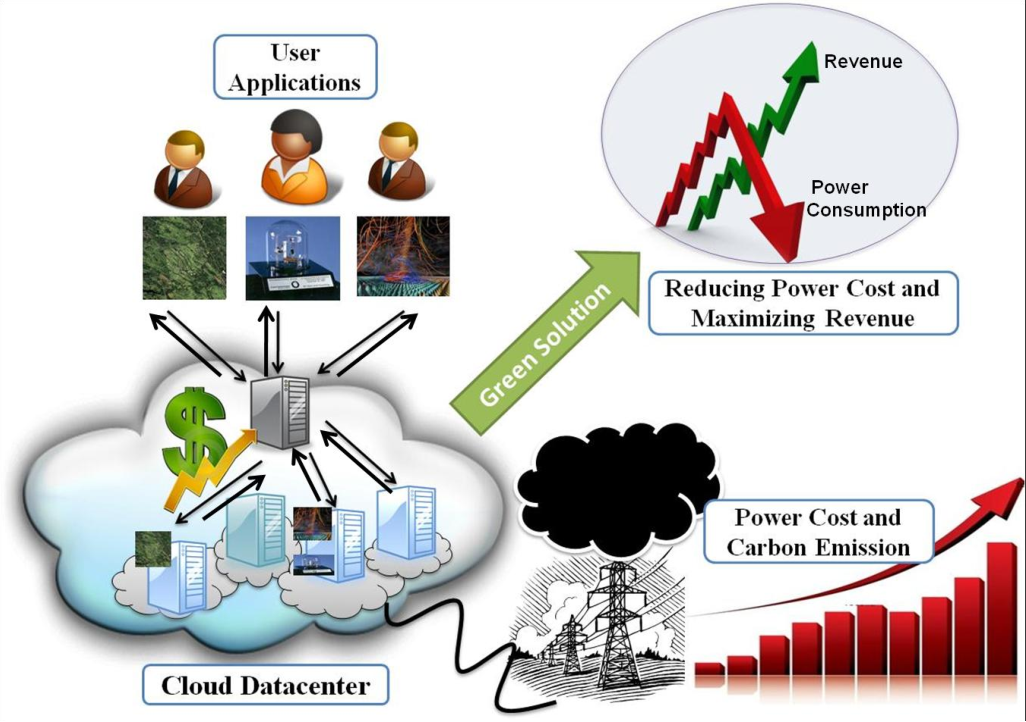 User
Applications
Revenue
Power
Consumption
Reducing Power Cost and
Maximizing Revenue
Green Solution
$
Power Cost and
Carbon Emission
Cloud Datacenter